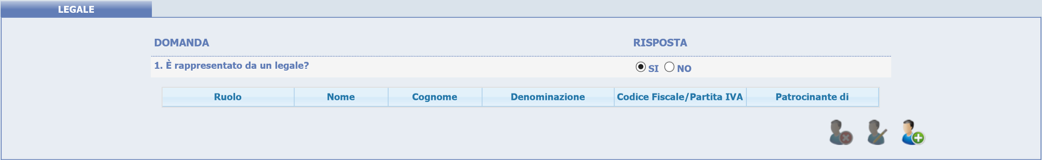 LEGALE
DOMANDA RISPOSTA
1. È rappresentato da un legale? SI NO
Ruolo Nome Cognome Denominazione Codice Fiscale/Partita IVA Patrocinante di